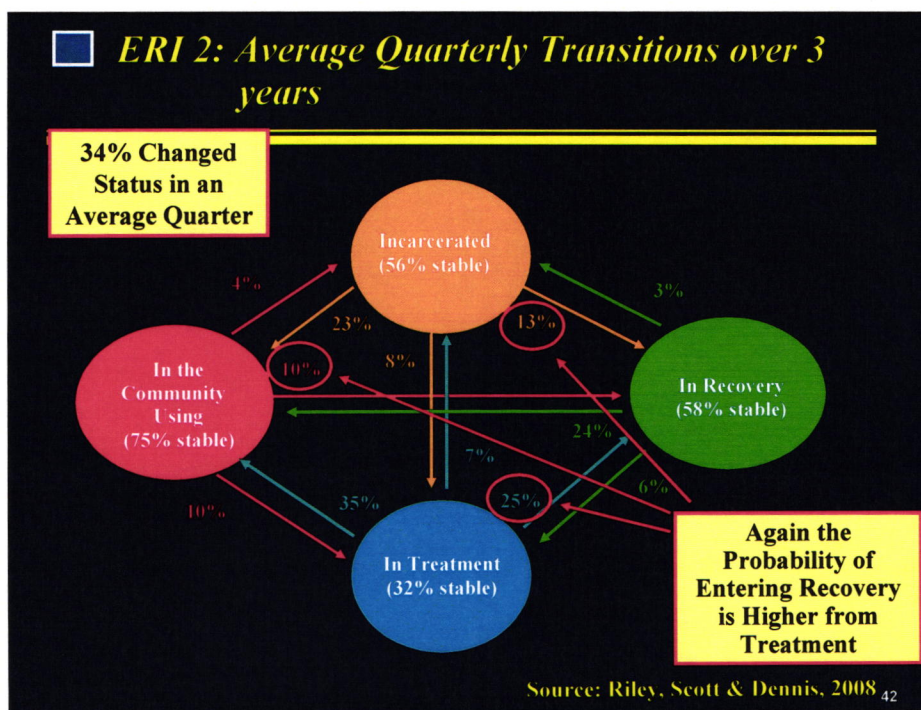 ERI 2: Average Quarterly Transitions over 3
years
34% Changed
Status in an
Average Quarter
Incarcerated
(56% stable)
4%
3%
23%
13%
8%
10%
In the
Community
Using
(75% stable)
In Recovery
(58% stable)
24%
7%
35%
25%
6%
10%
In Treatment
(32% stable)
Again the
Probability of
Entering Recovery
is Higher from
Treatment
Source: Riley, Scott & Dennis, 2008
42